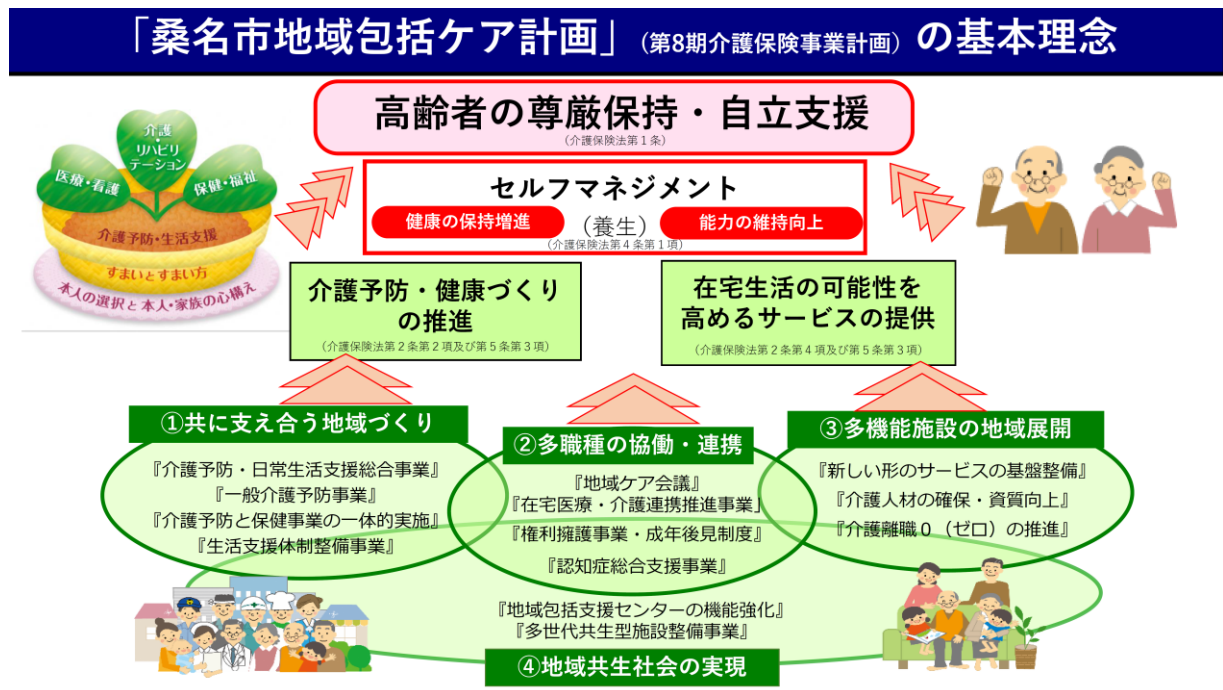 「桑名市地域包括ケア計画」（第8期介護保険事業計画）の基本理念
高齢者の尊厳保持・自立支援
（介護保険法第１条）
介護
・
リハビリ
テーション
医療・看護
保健・福祉
介護予防・生活支援
すまいとすまい方
本人の選択と本人・家族の心構え
セルフマネジメント
健康の保持増進
（養生）
能力の維持向上
（介護保険法第４条第１項）
介護予防・健康づくり
の推進
（介護保険法第２条第２項及び第５条第３項）
在宅生活の可能性を
高めるサービスの提供
（介護保険法第２条第４項及び第５条第３項）
①共に支え合う地域づくり
『介護予防・日常生活支援総合事業』
『一般介護予防事業』
『介護予防と保健事業の一体的実施』
『生活支援体制整備事業』
②多職種の協働・連携
『地域ケア会議』
『在宅医療・介護連携推進事業』
『権利擁護事業・成年後見制度』
『認知症総合支援事業』
③多機能施設の地域展開
『新しい形のサービスの基盤整備』
『介護人材の確保・資質向上』
『介護離職０（ゼロ）の推進』
『地域包括支援センターの機能強化』
『多世代共生型施設整備事業』
④地域共生社会の実現